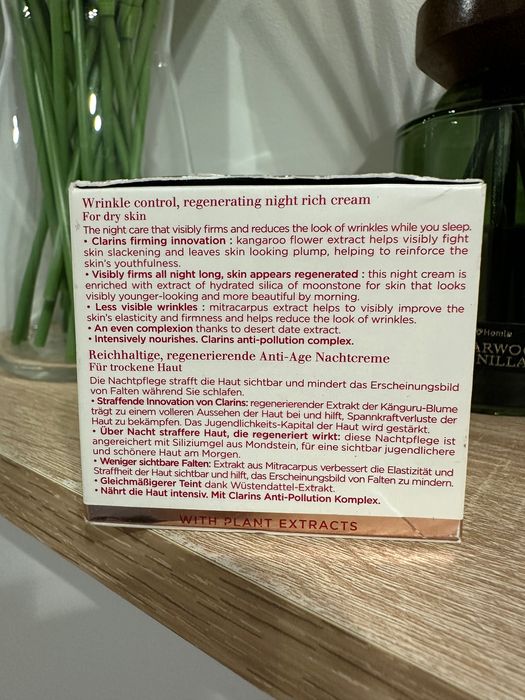 Wrinkle control, regenerating night rich cream
For dry skin
The night care that visibly firms and reduces the look of wrinkles while you sleep.
• Clarins firming innovation : kangaroo flower extract helps visibly fight
skin slackening and leaves skin looking plump, helping to reinforce the
skin's youthfulness.
• Visibly firms all night long, skin appears regenerated : this night cream is
enriched with extract of hydrated silica of moonstone for skin that looks
visibly younger-looking and more beautiful by morning.
• Less visible wrinkles : mitracarpus extract helps to visibly improve the
skin's elasticity and firmness and helps reduce the look of wrinkles.
• An even complexion thanks to desert date extract.
• Intensively nourishes. Clarins anti-pollution complex.
Reichhaltige, regenerierende Anti-Age Nachtcreme
Für trockene Haut
Die Nachtpflege strafft die Haut sichtbar und mindert das Erscheinungsbild
von Falten während Sie schlafen.
• Straffende Innovation von Clarins: regenerierender Extrakt der Känguru-Blume
trägt zu einem volleren Aussehen der Haut bei und hilft, Spannkraftverluste der
Haut zu bekämpfen. Das Jugendlichkeits-Kapital der Haut wird gestärkt.
• Über Nacht straffere Haut, die regeneriert wirkt: diese Nachtpflege ist
angereichert mit Siliziumgel aus Mondstein, für eine sichtbar jugendlichere
und schönere Haut am Morgen.
• Weniger sichtbare Falten: Extrakt aus Mitracarpus verbessert die Elastizität und
Straffheit der Haut sichtbar und hilft, das Erscheinungsbild von Falten zu mindern.
• Gleichmäßigerer Teint dank Wüstendattel-Extrakt.
• Nährt die Haut intensiv. Mit Clarins Anti-Pollution Komplex.
WITH PLANT EXTRACTS